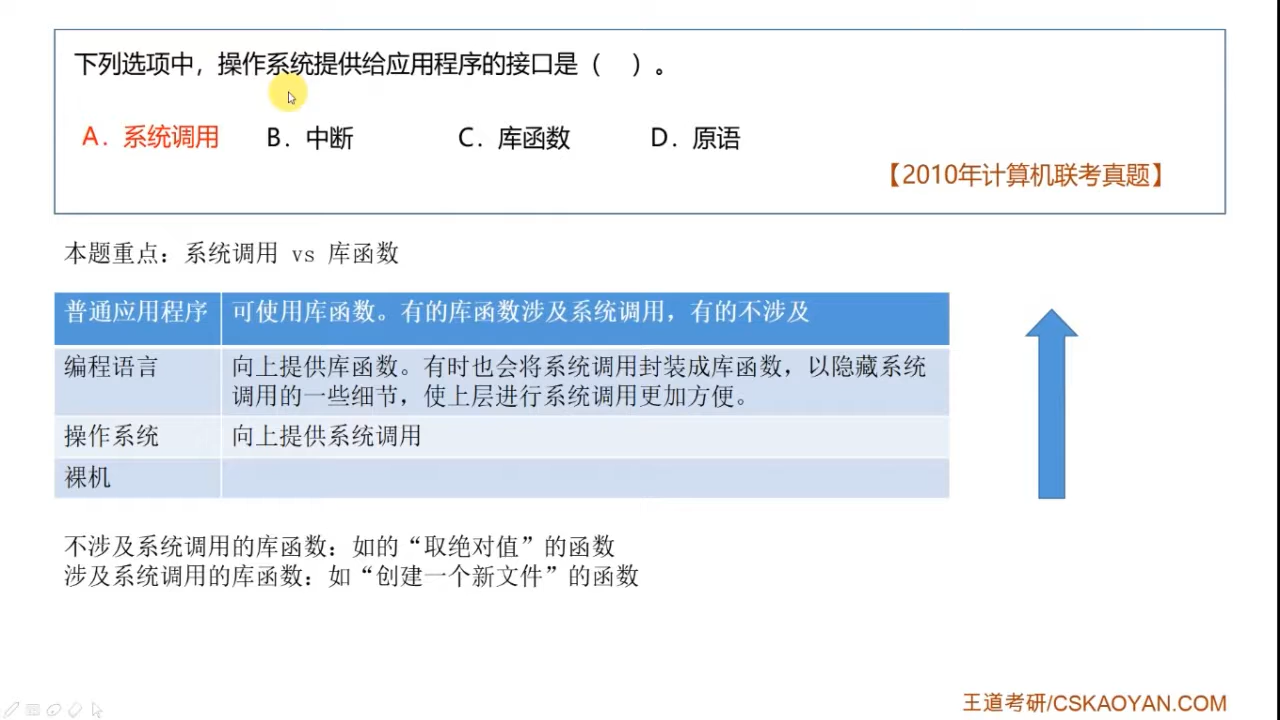 下列选项中，操作系统提供给应用程序的接口是（　）。
A．系统调用 B．中断 C．库函数 D．原语
【2010年计算机联考真题】
本题重点：系统调用 vs 库函数
普通应用程序 可使用库函数。有的库函数涉及系统调用，有的不涉及
编程语言 向上提供库函数。有时也会将系统调用封装成库函数，以隐藏系统
调用的一些细节，使上层进行系统调用更加方便。
操作系统 向上提供系统调用
裸机
不涉及系统调用的库函数：如的“取绝对值”的函数
涉及系统调用的库函数：如“创建一个新文件”的函数
王道考研/CSKAOYAN.COM